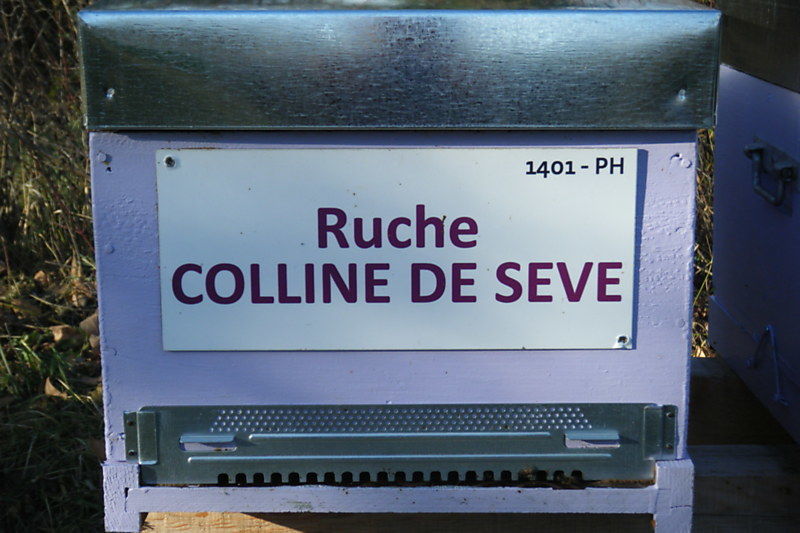 1401 - PH
Ruche
COLLINE DE SEVE